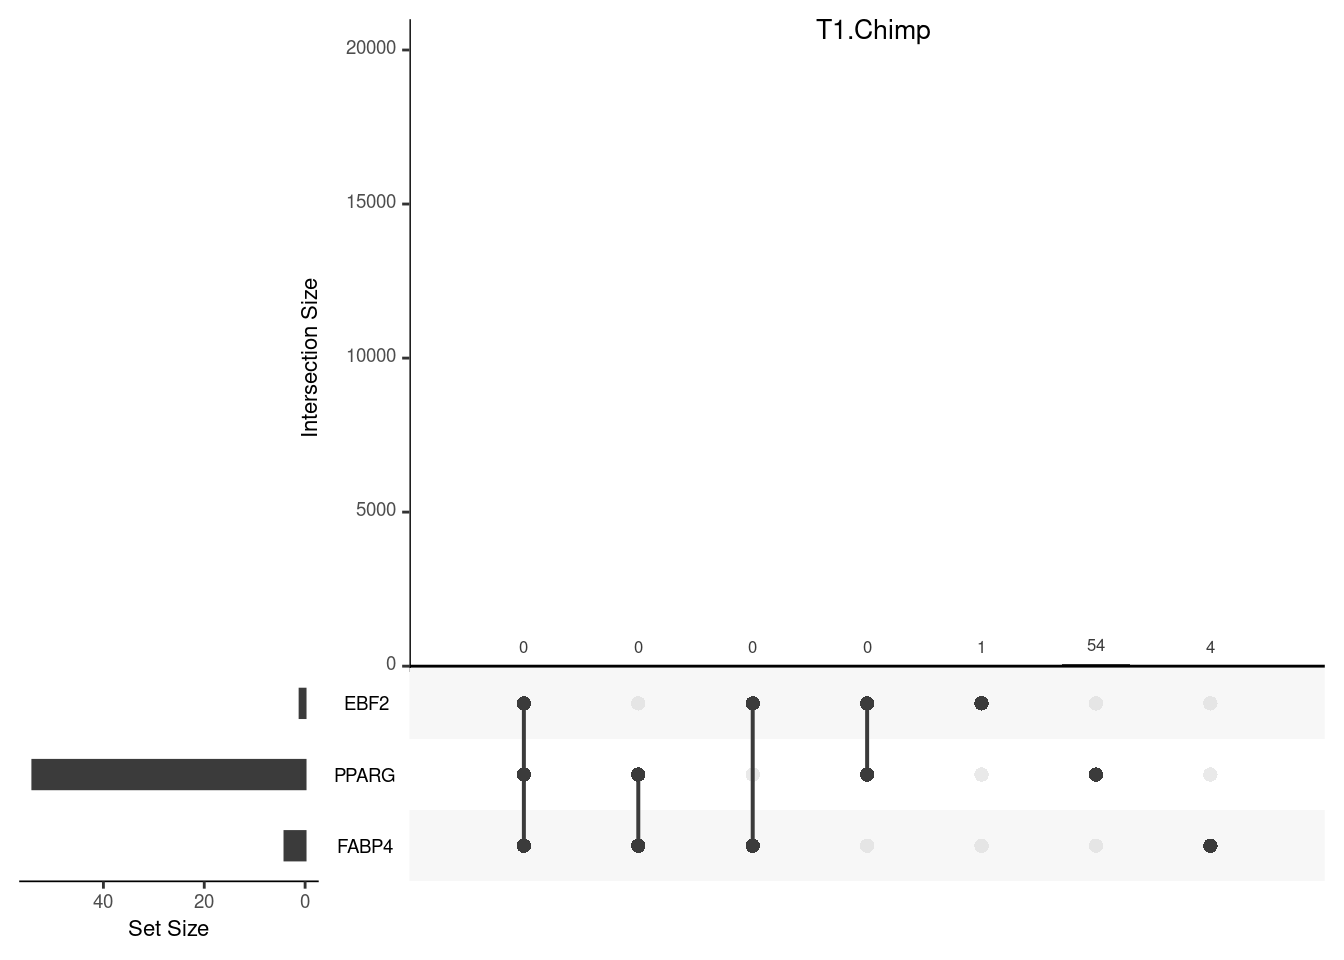 T1.Chimp
20000
15000
10000
5000
0
Intersection Size
0 0 0 0 1 54 4
EBF2
PPARG
FABP4
40 20 0
Set Size